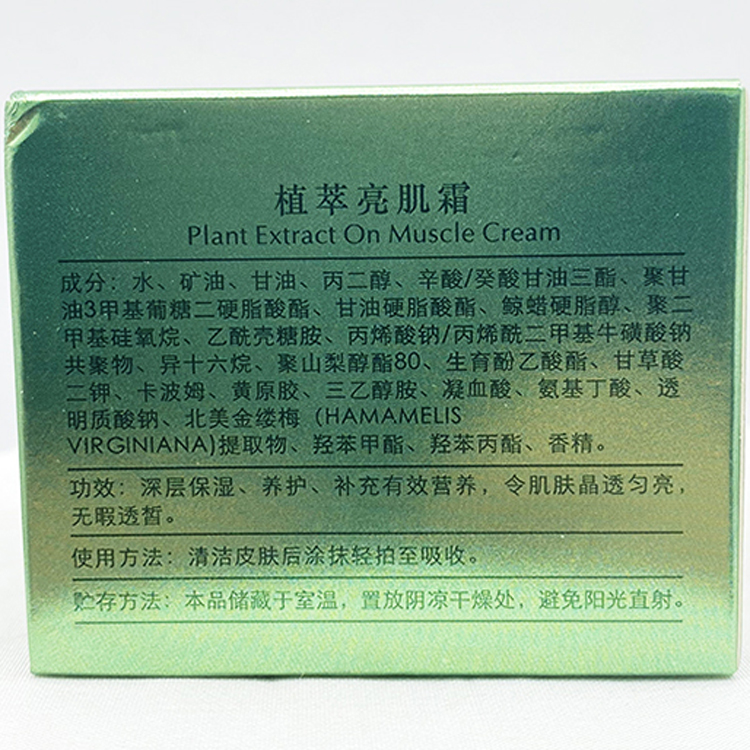 植萃亮肌霜
Plant Extract On Muscle Cream
成分：水、矿油、甘油、丙二醇、辛酸/癸酸甘油三酯、聚甘
油3甲基葡糖二硬脂酸酯、甘油硬脂酸酯、鲸蜡硬脂醇、聚二
甲基硅氧烷、乙酰壳糖胺、丙烯酸钠/丙烯酰二甲基牛磺酸钠
共聚物、异十六烷、聚山梨醇酯80、生育酚乙酸酯、甘草酸
二钾、卡波姆、黄原胶、三乙醇胺、凝血酸、氨基丁酸、透
明质酸钠、北美金缕梅（HAMAMELIS
VIRGINIANA)提取物、羟苯甲酯、羟苯丙酯、香精。
功效：深层保湿、养护、补充有效营养，令肌肤晶透匀亮，
无暇透皙。
使用方法：清洁皮肤后涂抹轻拍至吸收。
贮存方法：本品储藏于室温，置放阴凉干燥处，避免阳光直射。